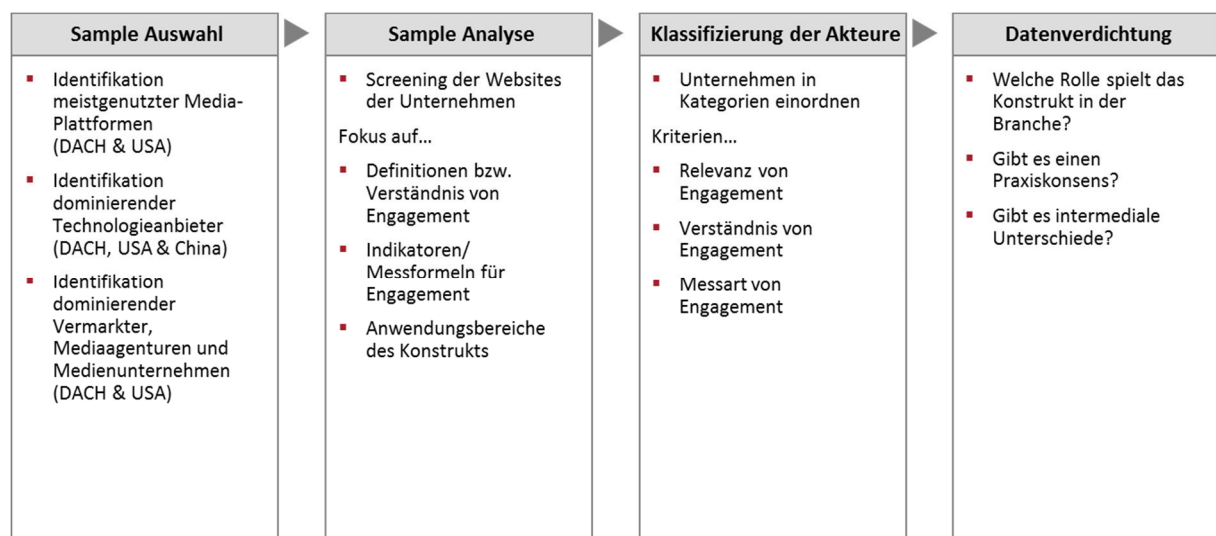 Sample Auswahl
Identifikation
meistgenutzter Media-
Plattformen
(DACH & USA)
Identifikation
dominierender
Technologieanbieter
(DACH, USA & China)
Identifikation
dominierender
Vermarkter,
Mediaagenturen und
Medienunternehmen
(DACH & USA)
Sample Analyse
Screening der Websites
der Unternehmen
Fokus auf…
Definitionen bzw.
Verständnis von
Engagement
Indikatoren/
Messformeln für
Engagement
Anwendungsbereiche
des Konstrukts
Klassifizierung der Akteure
Unternehmen in
Kategorien einordnen
Kriterien…
Relevanz von
Engagement
Verständnis von
Engagement
Messart von
Engagement
Datenverdichtung
Welche Rolle spielt das
Konstrukt in der
Branche?
Gibt es einen
Praxiskonsens?
Gibt es intermediale
Unterschiede?